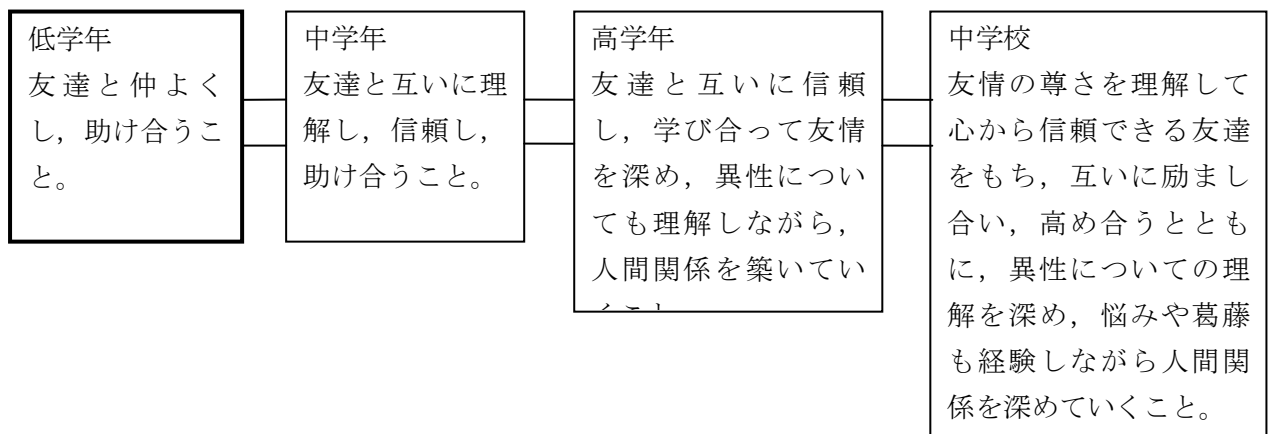 低学年
友達と仲よく
し，助け合うこ
と。
中学年
友達と互いに理
解し，信頼し，
助け合うこと。
高学年
友達と互いに信頼
し，学び合って友情
を深め，異性につい
ても理解しながら，
人間関係を築いてい
中学校
友情の尊さを理解して
心から信頼できる友達
をもち，互いに励まし
合い，高め合うととも
に，異性についての理
解を深め，悩みや葛藤
も経験しながら人間関
係を深めていくこと。